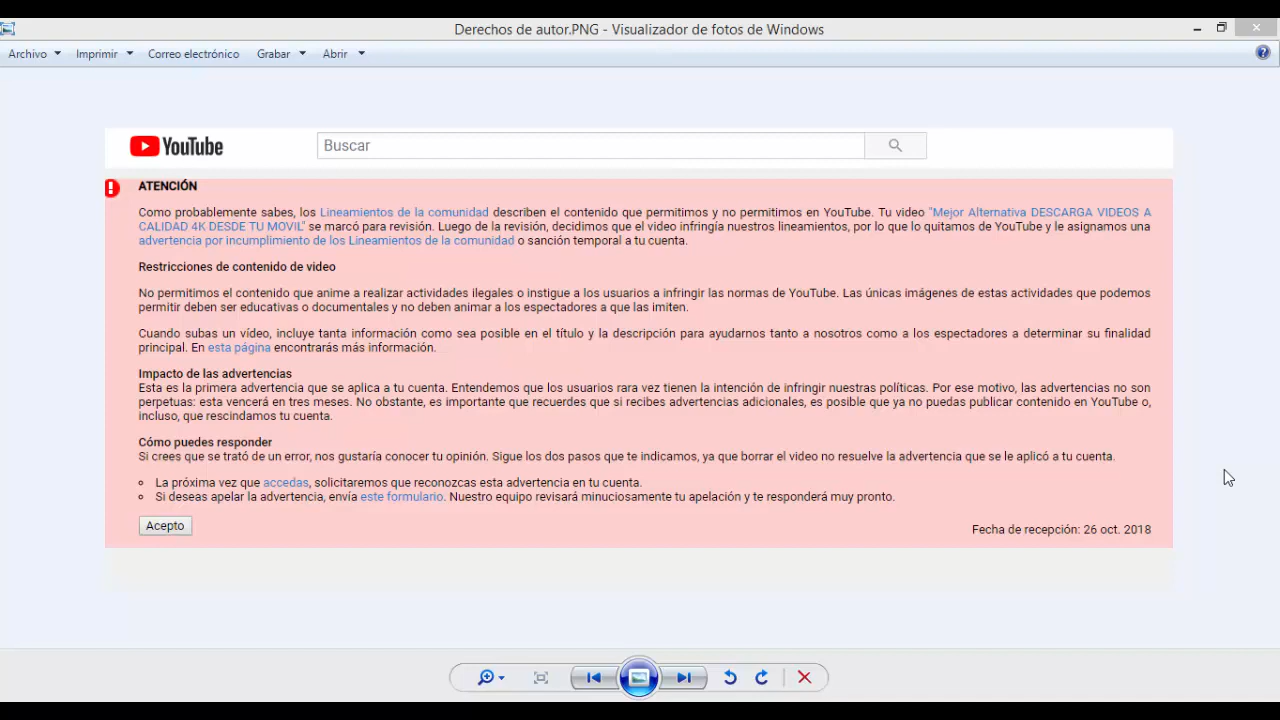 Derechos de autor.PNG - Visualizador de fotos de Windows
Archivo Imprimir Correo electrónico Grabar Abrir
YouTube Buscar
ATENCIÓN
Como probablemente sabes, los Lineamientos de la comunidad describen el contenido que permitimos y no permitimos en YouTube. Tu video "Mejor Alternativa DESCARGA VIDEOS A
CALIDAD 4K DESDE TU MOVIL" se marcó para revisión. Luego de la revisión, decidimos que el video infringía nuestros lineamientos, por lo que lo quitamos de YouTube y le asignamos una
advertencia por incumplimiento de los Lineamientos de la comunidad o sanción temporal a tu cuenta.
Restricciones de contenido de video
No permitimos el contenido que anime a realizar actividades ilegales o instigue a los usuarios a infringir las normas de YouTube. Las únicas imágenes de estas actividades que podemos
permitir deben ser educativas o documentales y no deben animar a los espectadores a que las imiten.
Cuando subas un vídeo, incluye tanta información como sea posible en el título y la descripción para ayudarnos tanto a nosotros como a los espectadores a determinar su finalidad
principal. En esta página encontrarás más información.
Impacto de las advertencias
Esta es la primera advertencia que se aplica a tu cuenta. Entendemos que los usuarios rara vez tienen la intención de infringir nuestras políticas. Por ese motivo, las advertencias no son
perpetuas: esta vencerá en tres meses. No obstante, es importante que recuerdes que si recibes advertencias adicionales, es posible que ya no puedas publicar contenido en YouTube o,
incluso, que rescindamos tu cuenta.
Cómo puedes responder
Si crees que se trató de un error, nos gustaría conocer tu opinión. Sigue los dos pasos que te indicamos, ya que borrar el video no resuelve la advertencia que se le aplicó a tu cuenta.
La próxima vez que accedas, solicitaremos que reconozcas esta advertencia en tu cuenta.
Si deseas apelar la advertencia, envía este formulario. Nuestro equipo revisará minuciosamente tu apelación y te responderá muy pronto.
Acepto
Fecha de recepción: 26 oct. 2018